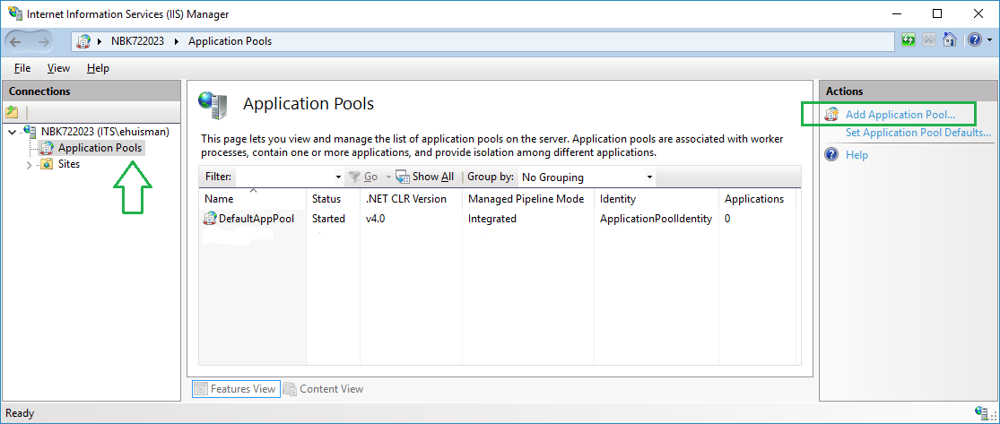 Internet Information Services (IIS) Manager
NBK722023 Application Pools
File View Help
Connections
NBK722023 (ITS\ehuisman)
Application Pools
Sites
Application Pools
This page lets you view and manage the list of application pools on the server. Application pools are associated with worker
processes, contain one or more applications, and provide isolation among different applications.
Filter: Go Show All Group by: No Grouping
Name Status .NET CLR Version Managed Pipeline Mode Identity Applications
DefaultAppPool Started v4.0 Integrated ApplicationPoolIdentity 0
Features View Content View
Actions
Add Application Pool...
Set Application Pool Defaults...
Help
Ready